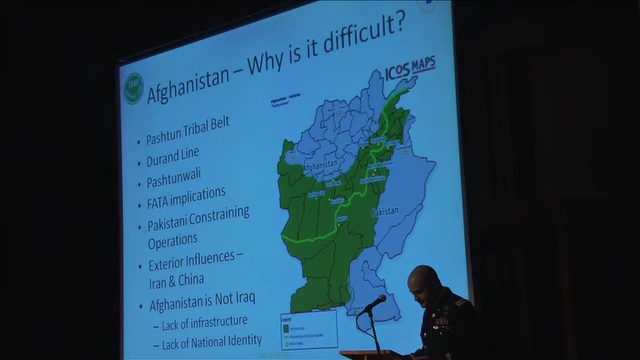 Afghanistan – Why is it difficult?
ICOS MAPS
• Pashtun Tribal Belt
• Durand Line
• Pashtunwali
• FATA implications
• Pakistani Constraining
Operations
• Exterior Influences –
Iran & China
• Afghanistan is Not Iraq
– Lack of infrastructure
– Lack of National Identity
Afghanistan
Pakistan